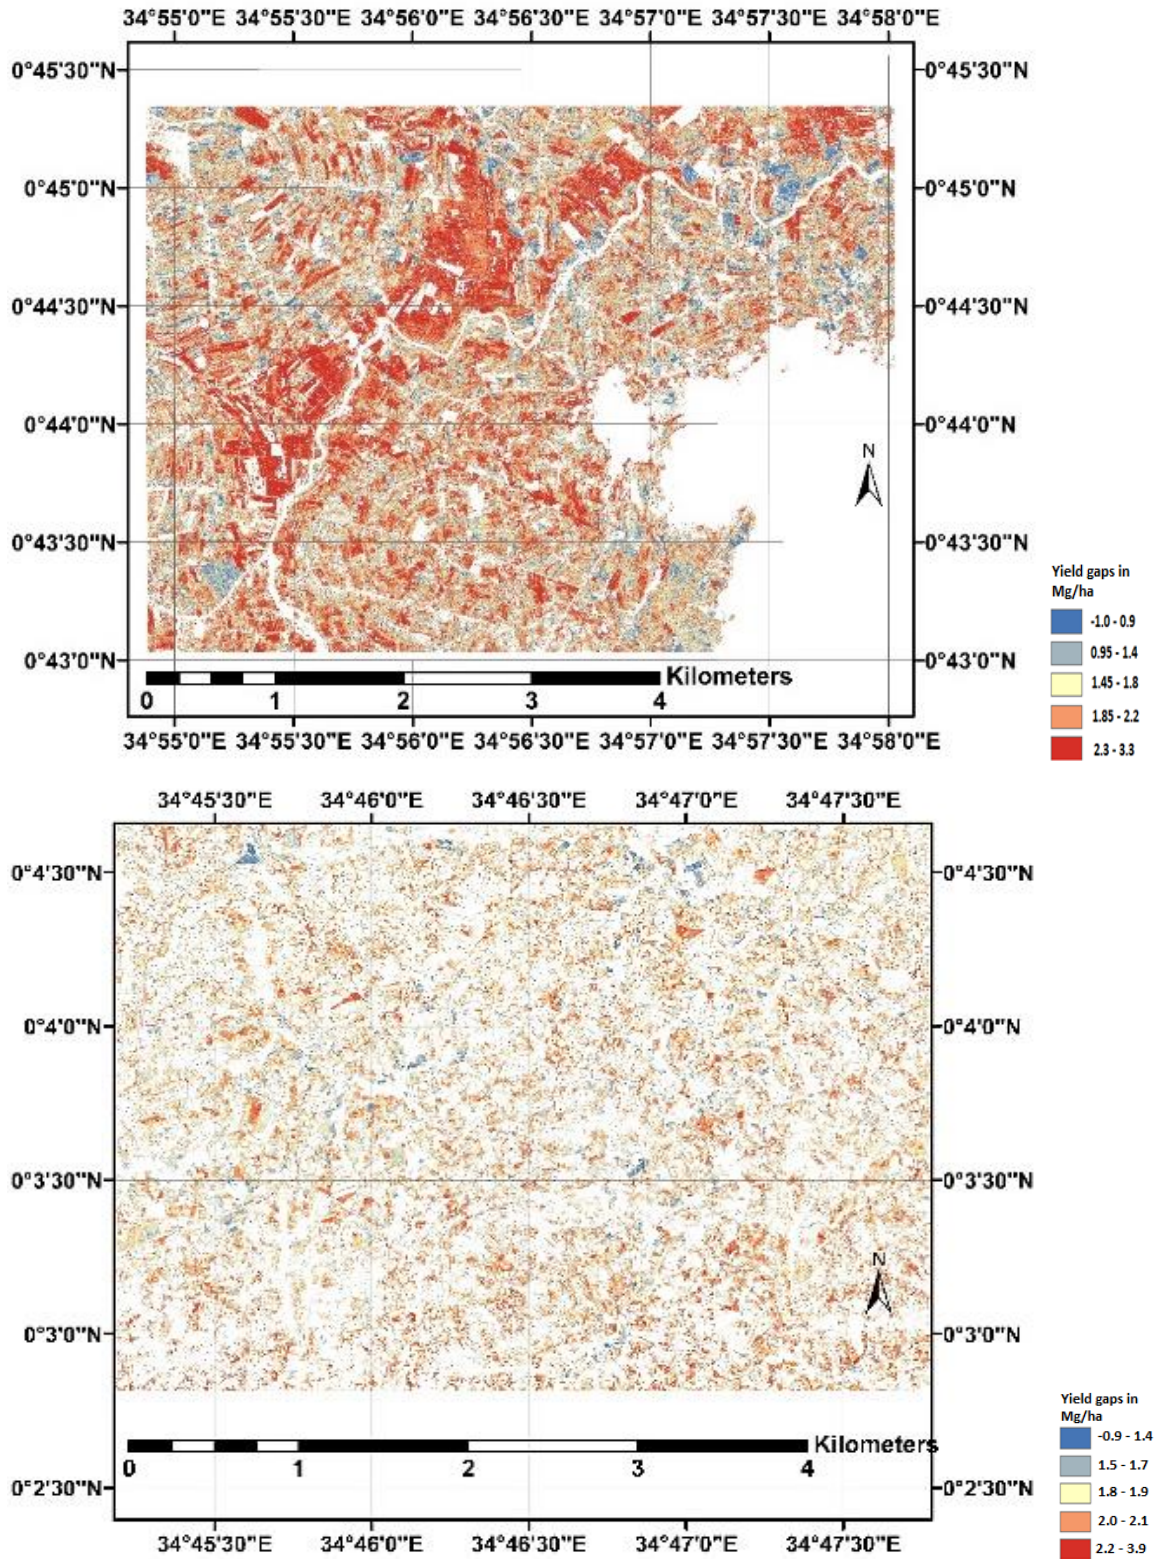 34°55'0"E 34°55'30"E 34°56'0"E 34°56'30"E 34°57'0"E 34°57'30"E 34°58'0"E
0°45'30"N 0°45'30"N
0°45'0"N 0°45'0"N
0°44'30"N 0°44'30"N
0°44'0"N 0°44'0"N
N
0°43'30"N 0°43'30"N
0°43'0"N 0°43'0"N
Kilometers
0 1 2 3 4
34°55'0"E 34°55'30"E 34°56'0"E 34°56'30"E 34°57'0"E 34°57'30"E 34°58'0"E
Yield gaps in
Mg/ha
-1.0 - 0.9
0.95 - 1.4
1.45 - 1.8
1.85 - 2.2
2.3 - 3.3
34°45'30"E 34°46'0"E 34°46'30"E 34°47'0"E 34°47'30"E
0°4'30"N 0°4'30"N
0°4'0"N 0°4'0"N
0°3'30"N 0°3'30"N
N
0°3'0"N 0°3'0"N
Kilometers
0 1 2 3 4
0°2'30"N 0°2'30"N
34°45'30"E 34°46'0"E 34°46'30"E 34°47'0"E 34°47'30"E
Yield gaps in
Mg/ha
-0.9 - 1.4
1.5 - 1.7
1.8 - 1.9
2.0 - 2.1
2.2 - 3.9